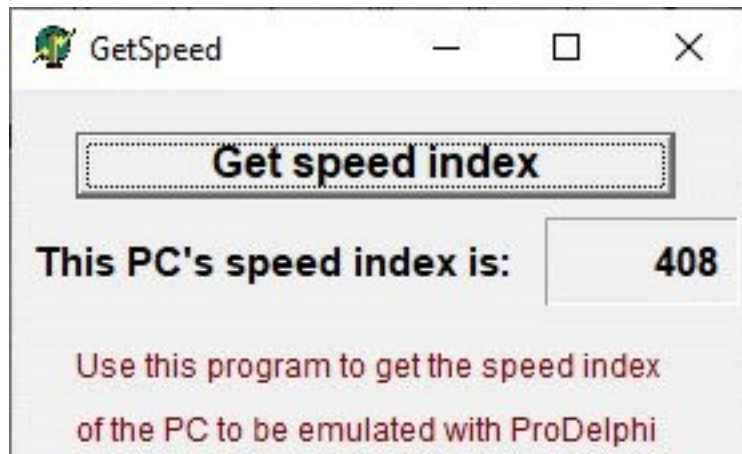 GetSpeed
Get speed index
This PC's speed index is: 408
Use this program to get the speed index
of the PC to be emulated with ProDelphi